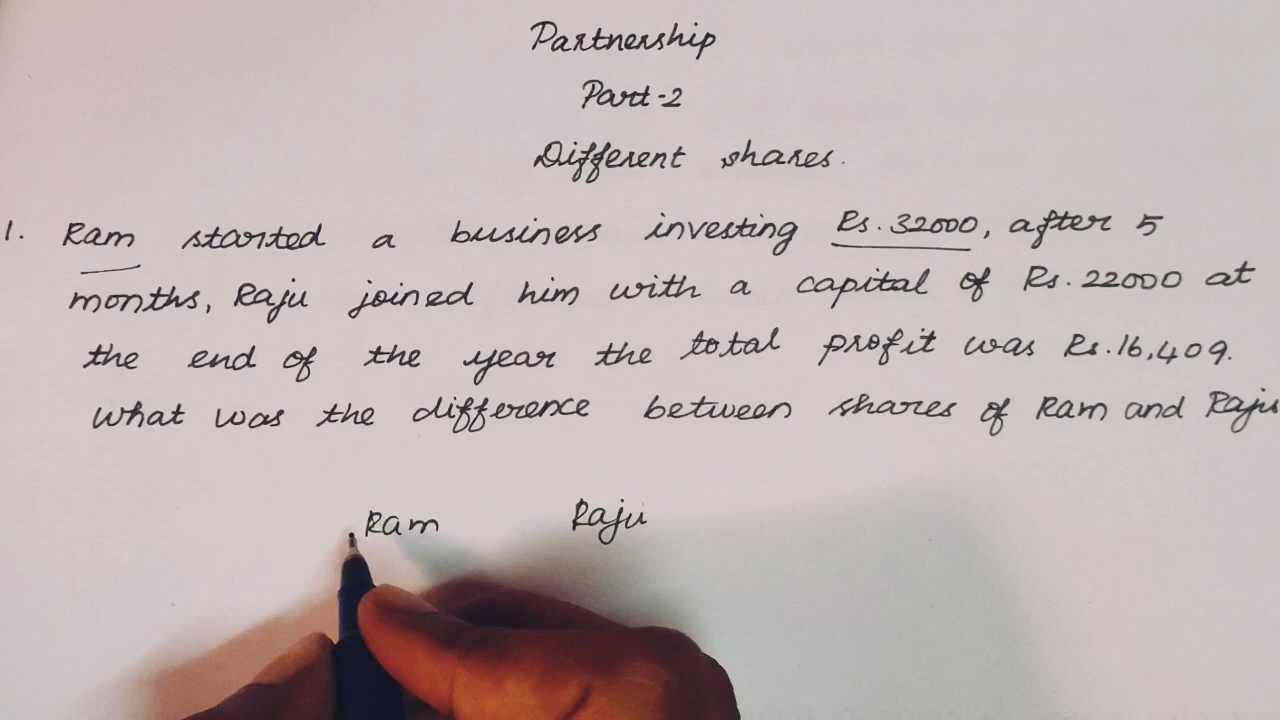 Partnership
Part-2
Different shares.
1. Ram started a business investing Rs.32000, after 5
months, Raju joined him with a capital of Rs.22000 at
the end of the year the total profit was Rs.16,409.
What was the difference between shares of Ram and Raju
Ram Raju